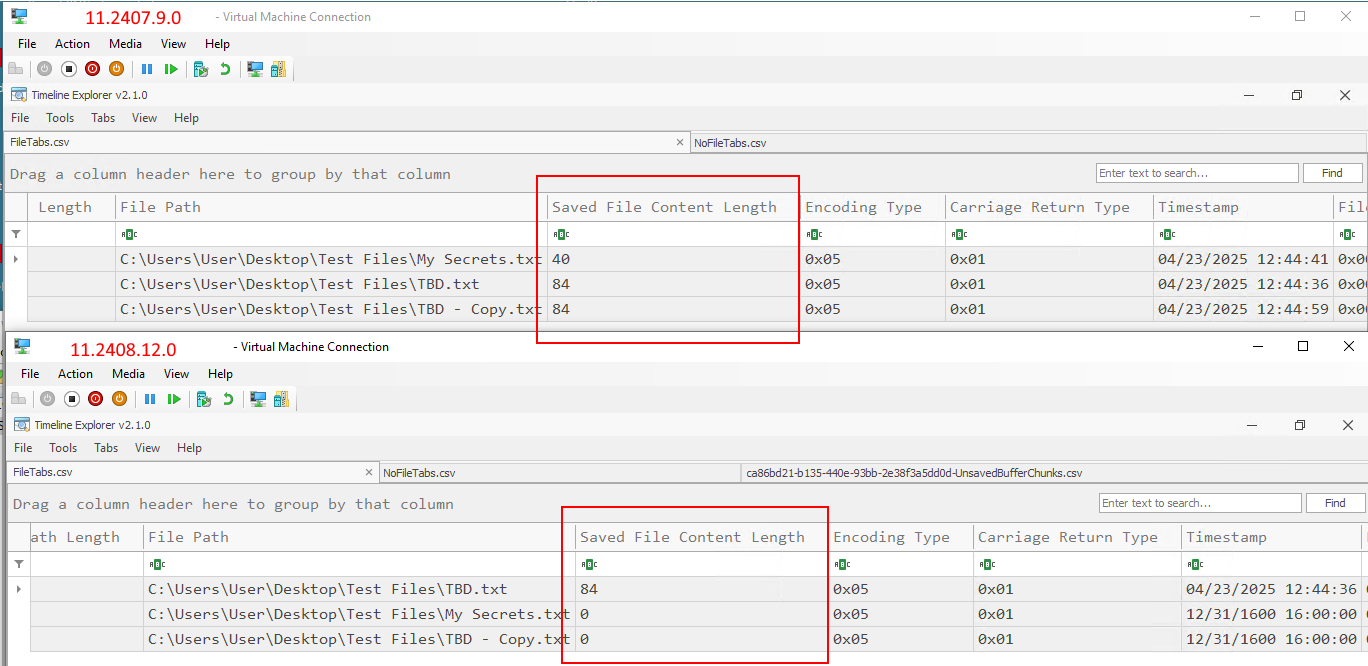 11.2407.9.0 - Virtual Machine Connection
File Action Media View Help
Timeline Explorer v2.1.0
File Tools Tabs View Help
FileTabs.csv × NoFileTabs.csv
Drag a column header here to group by that column Enter text to search... Find
Length File Path Saved File Content Length Encoding Type Carriage Return Type Timestamp
C:\Users\User\Desktop\Test Files\My Secrets.txt 40 0x05 0x01 04/23/2025 12:44:41
C:\Users\User\Desktop\Test Files\TBD.txt 84 0x05 0x01 04/23/2025 12:44:36
C:\Users\User\Desktop\Test Files\TBD - Copy.txt 84 0x05 0x01 04/23/2025 12:44:59
11.2408.12.0 - Virtual Machine Connection
File Action Media View Help
Timeline Explorer v2.1.0
File Tools Tabs View Help
FileTabs.csv × NoFileTabs.csv ca86bd21-b135-440e-93bb-2e38f3a5dd0d-UnsavedBufferChunks.csv
Drag a column header here to group by that column Enter text to search... Find
ath Length File Path Saved File Content Length Encoding Type Carriage Return Type Timestamp
C:\Users\User\Desktop\Test Files\TBD.txt 84 0x05 0x01 04/23/2025 12:44:36
C:\Users\User\Desktop\Test Files\My Secrets.txt 0 0x05 0x01 12/31/1600 16:00:00
C:\Users\User\Desktop\Test Files\TBD - Copy.txt 0 0x05 0x01 12/31/1600 16:00:00